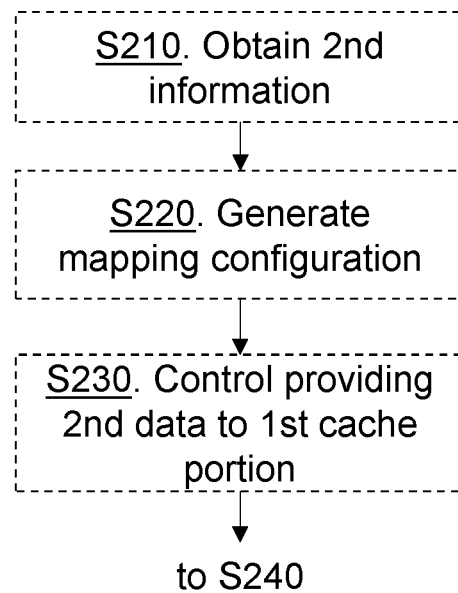 S210. Obtain 2nd
information
S220. Generate
mapping configuration
S230. Control providing
2nd data to 1st cache
portion
to S240